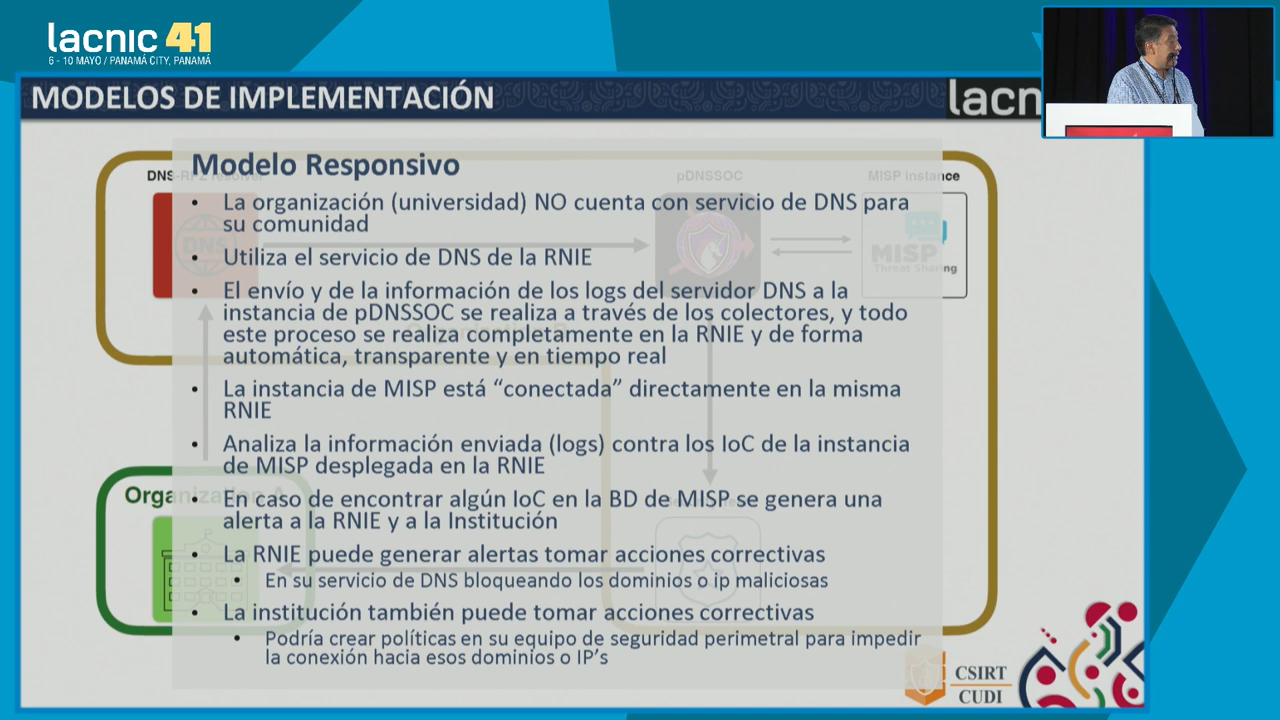 lacnic 41
6 - 10 MAYO / PANAMÁ CITY, PANAMÁ
MODELOS DE IMPLEMENTACIÓN
lacn
Modelo Responsivo
DNS-RPZ resolver
pDNSSOC
MISP instance
• La organización (universidad) NO cuenta con servicio de DNS para
su comunidad
DNS
MISP
Threat Sharing
• Utiliza el servicio de DNS de la RNIE
• El envío y de la información de los logs del servidor DNS a la
instancia de pDNSSOC se realiza a través de los colectores, y todo
este proceso se realiza completamente en la RNIE y de forma
automática, transparente y en tiempo real
• La instancia de MISP está “conectada” directamente en la misma
RNIE
• Analiza la información enviada (logs) contra los IoC de la instancia
de MISP desplegada en la RNIE
Organization A
• En caso de encontrar algún IoC en la BD de MISP se genera una
alerta a la RNIE y a la Institución
• La RNIE puede generar alertas tomar acciones correctivas
• En su servicio de DNS bloqueando los dominios o ip maliciosas
• La institución también puede tomar acciones correctivas
• Podría crear políticas en su equipo de seguridad perimetral para impedir
la conexión hacia esos dominios o IP’s
CSIRT
CUDI